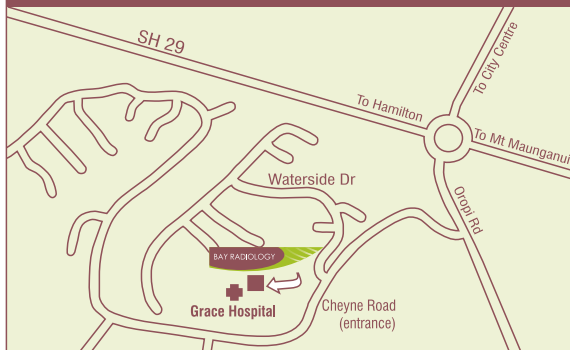 SH 29
To City Centre
To Hamilton
To Mt Maunganui
Waterside Dr
Oropi Rd
BAY RADIOLOGY
Grace Hospital
Cheyne Road
(entrance)